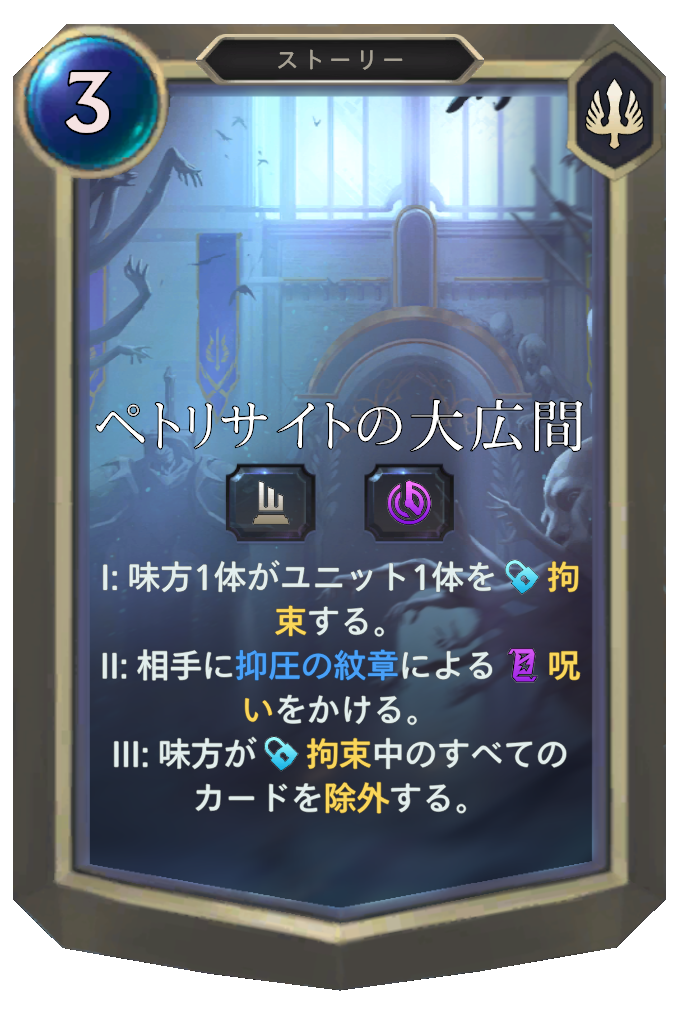 ストーリー
3
ペトリサイトの大広間
I: 味方1体がユニット1体を 拘
束する。
II: 相手に抑圧の紋章による 呪
いをかける。
III: 味方が 拘束中のすべての
カードを除外する。